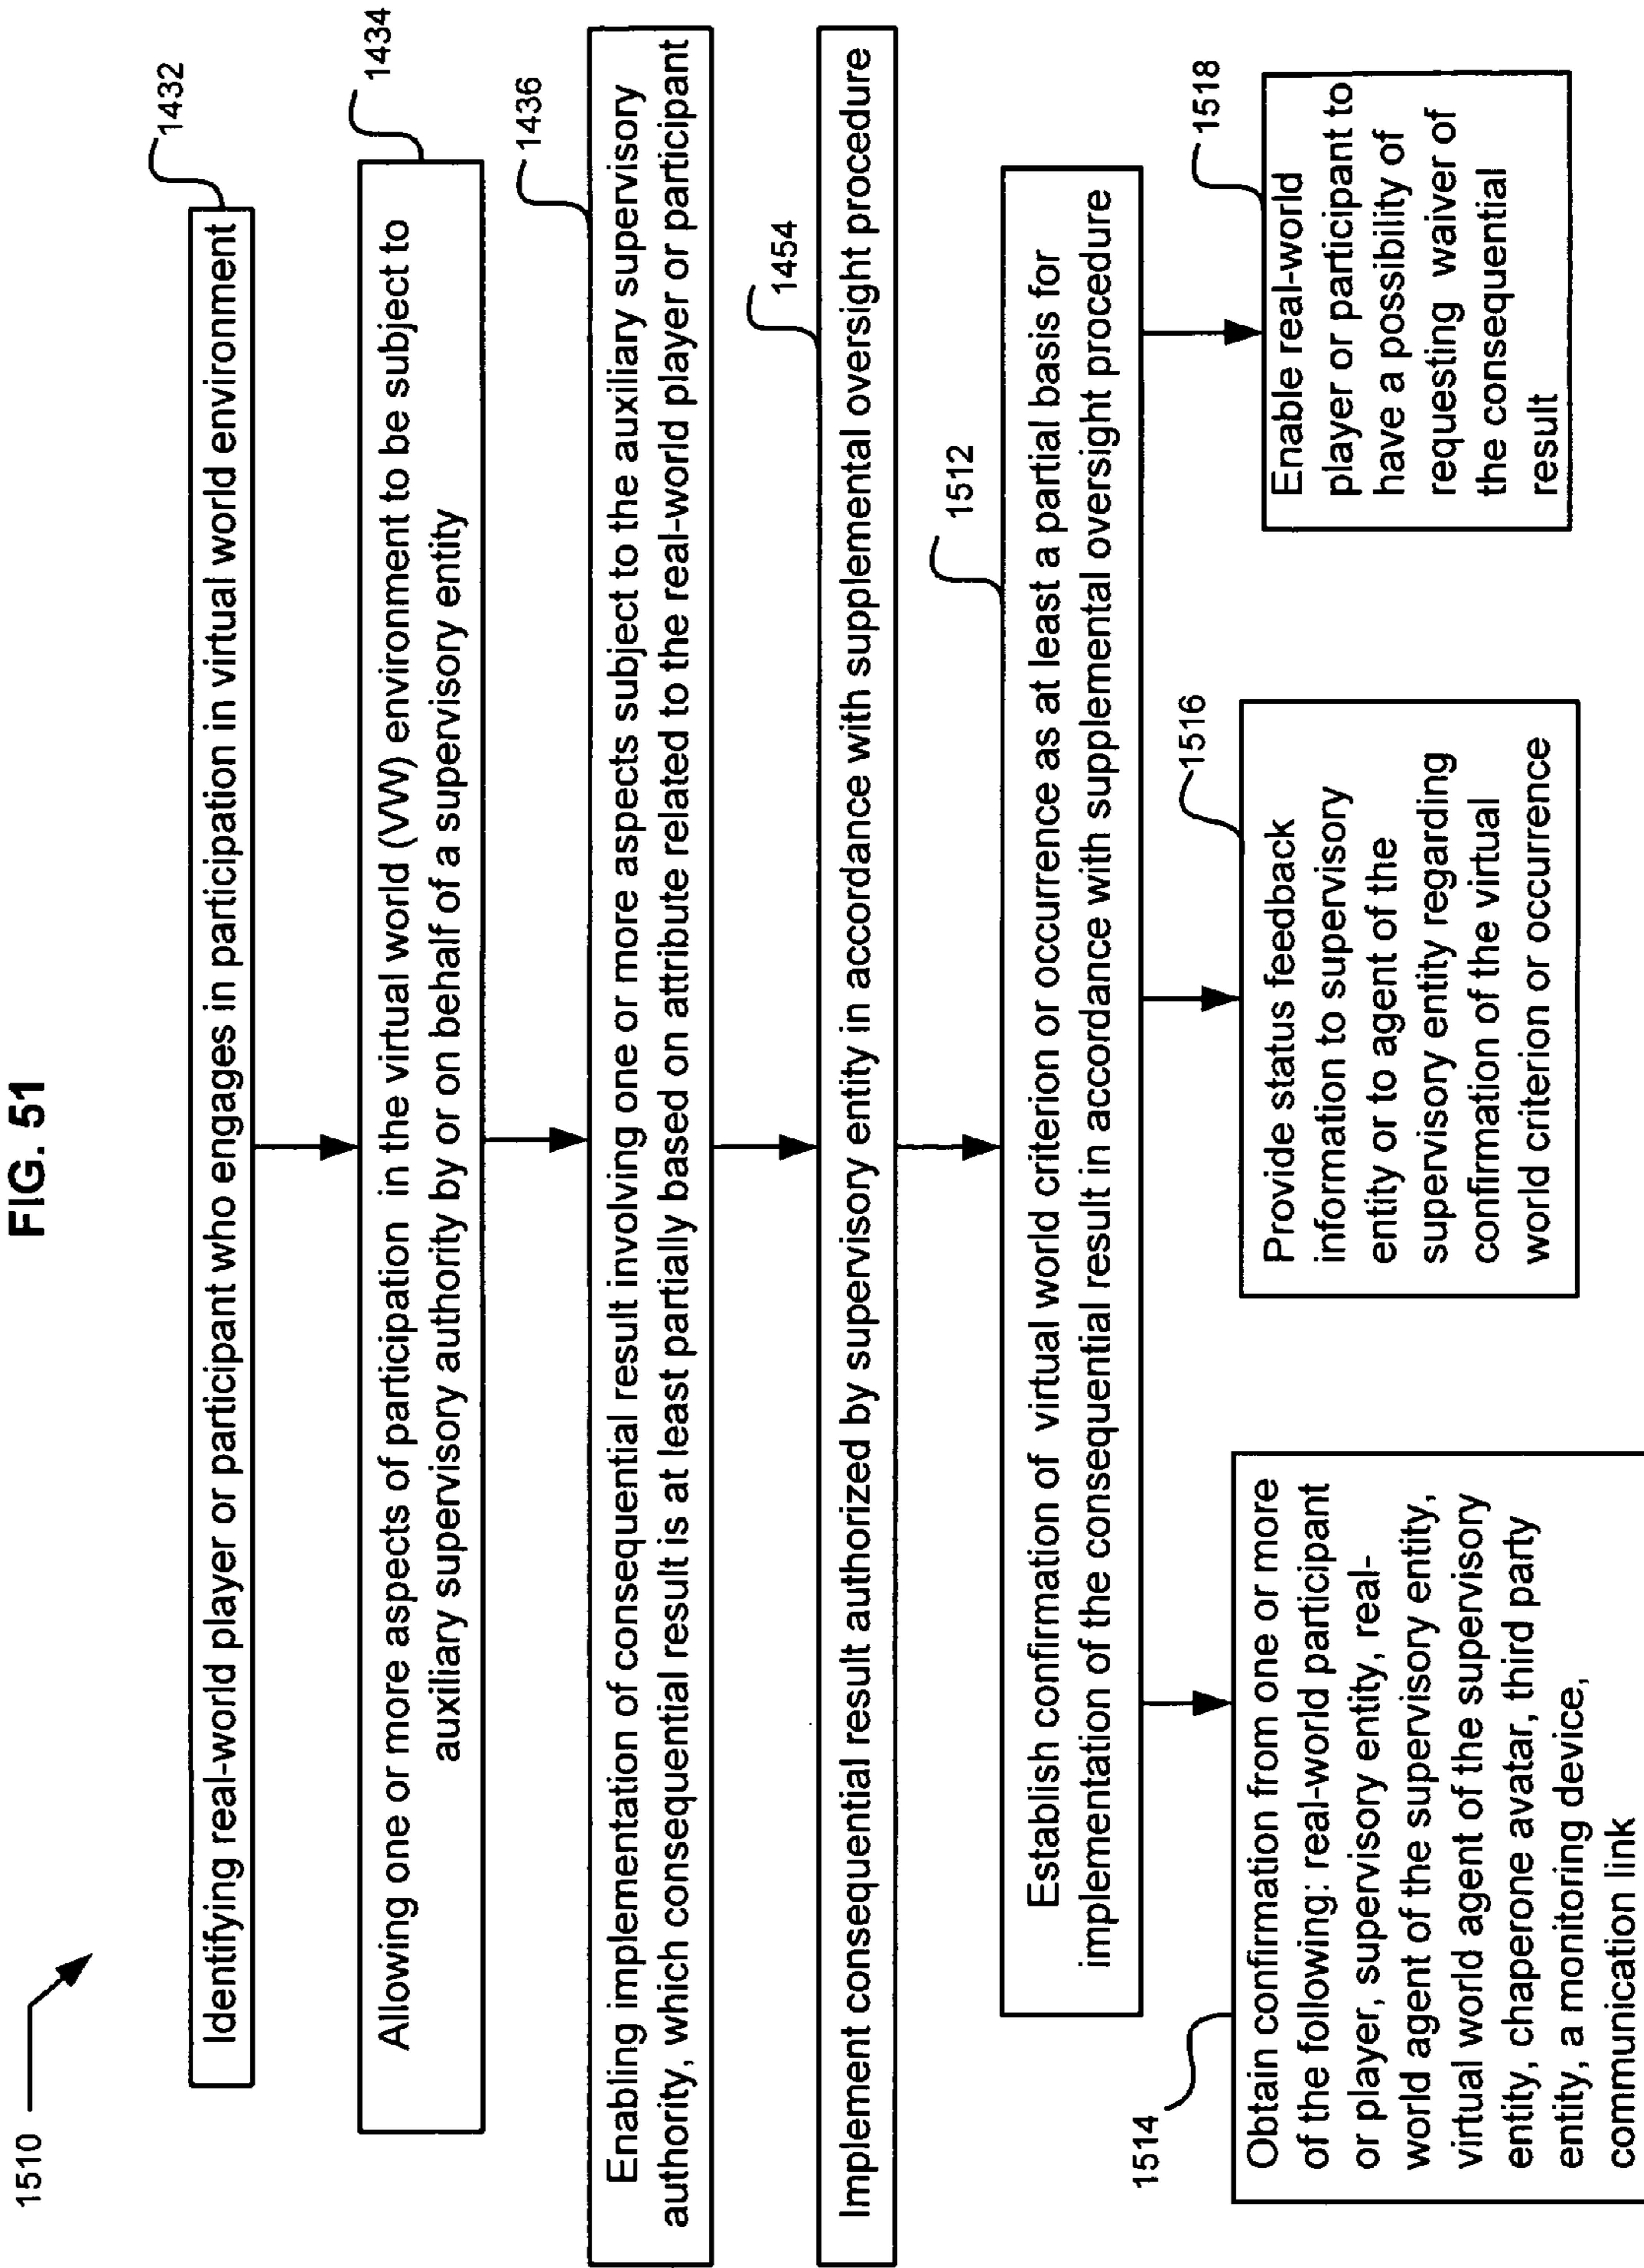 FIG. 51
1510
1432
Identifying real-world player or participant who engages in participation in virtual world environment
1434
Allowing one or more aspects of participation in the virtual world (VW) environment to be subject to
auxiliary supervisory authority by or on behalf of a supervisory entity
1436
Enabling implementation of consequential result involving one or more aspects subject to the auxiliary supervisory
authority, which consequential result is at least partially based on attribute related to the real-world player or participant
1454
Implement consequential result authorized by supervisory entity in accordance with supplemental oversight procedure
1512
Establish confirmation of virtual world criterion or occurrence as at least a partial basis for
implementation of the consequential result in accordance with supplemental oversight procedure
1514
Obtain confirmation from one or more
of the following: real-world participant
or player, supervisory entity, real-
world agent of the supervisory entity,
virtual world agent of the supervisory
entity, chaperone avatar, third party
entity, a monitoring device,
communication link
1516
Provide status feedback
information to supervisory
entity or to agent of the
supervisory entity regarding
confirmation of the virtual
world criterion or occurrence
1518
Enable real-world
player or participant to
have a possibility of
requesting waiver of
the consequential
result